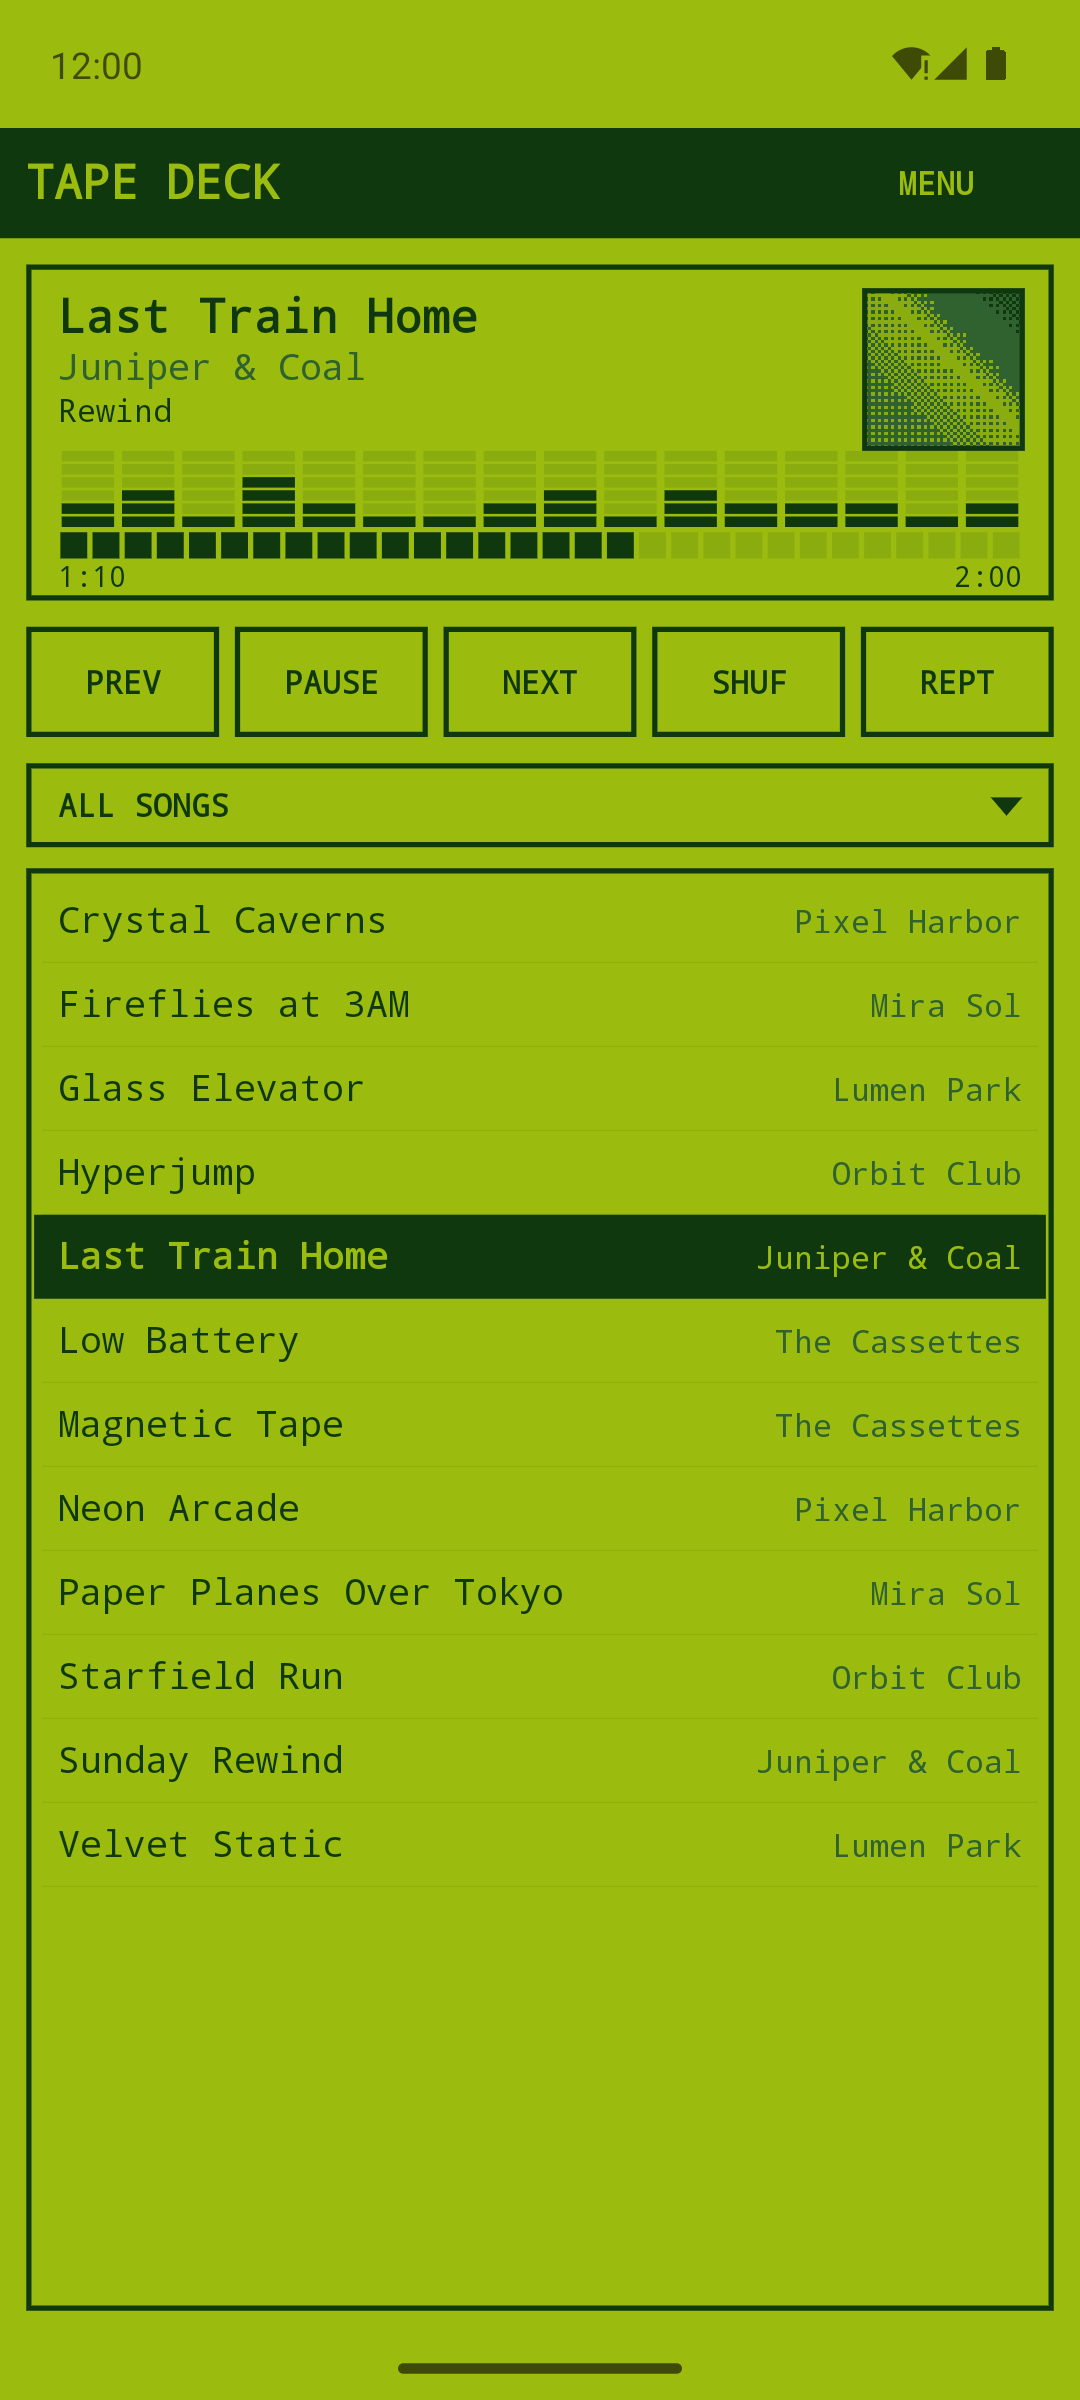 12:00
TAPE DECK
MENU
Last Train Home
Juniper & Coal
Rewind
1:10
2:00
PREV
PAUSE
NEXT
SHUF
REPT
ALL SONGS
Crystal Caverns
Pixel Harbor
Fireflies at 3AM
Mira Sol
Glass Elevator
Lumen Park
Hyperjump
Orbit Club
Last Train Home
Juniper & Coal
Low Battery
The Cassettes
Magnetic Tape
The Cassettes
Neon Arcade
Pixel Harbor
Paper Planes Over Tokyo
Mira Sol
Starfield Run
Orbit Club
Sunday Rewind
Juniper & Coal
Velvet Static
Lumen Park